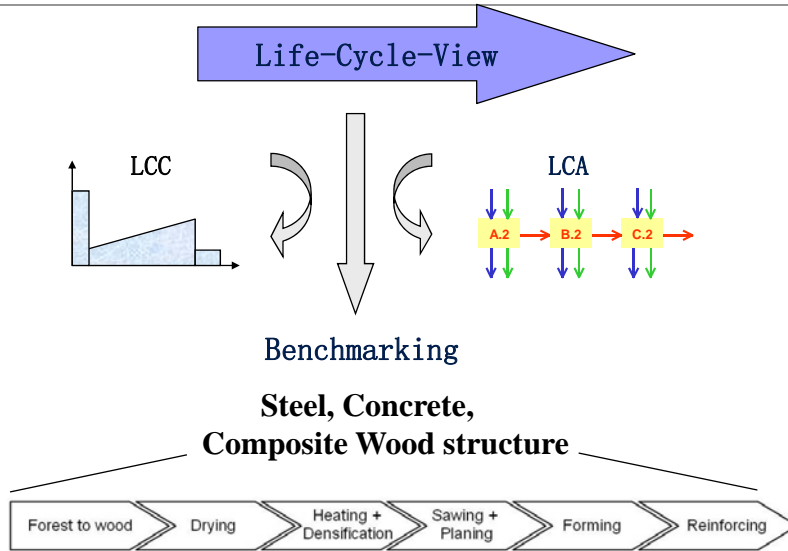 Life-Cycle-View
LCC
LCA
A.2
B.2
C.2
Benchmarking
Steel, Concrete,
Composite Wood structure
Forest to wood
Drying
Heating +
Densification
Sawing +
Planing
Forming
Reinforcing